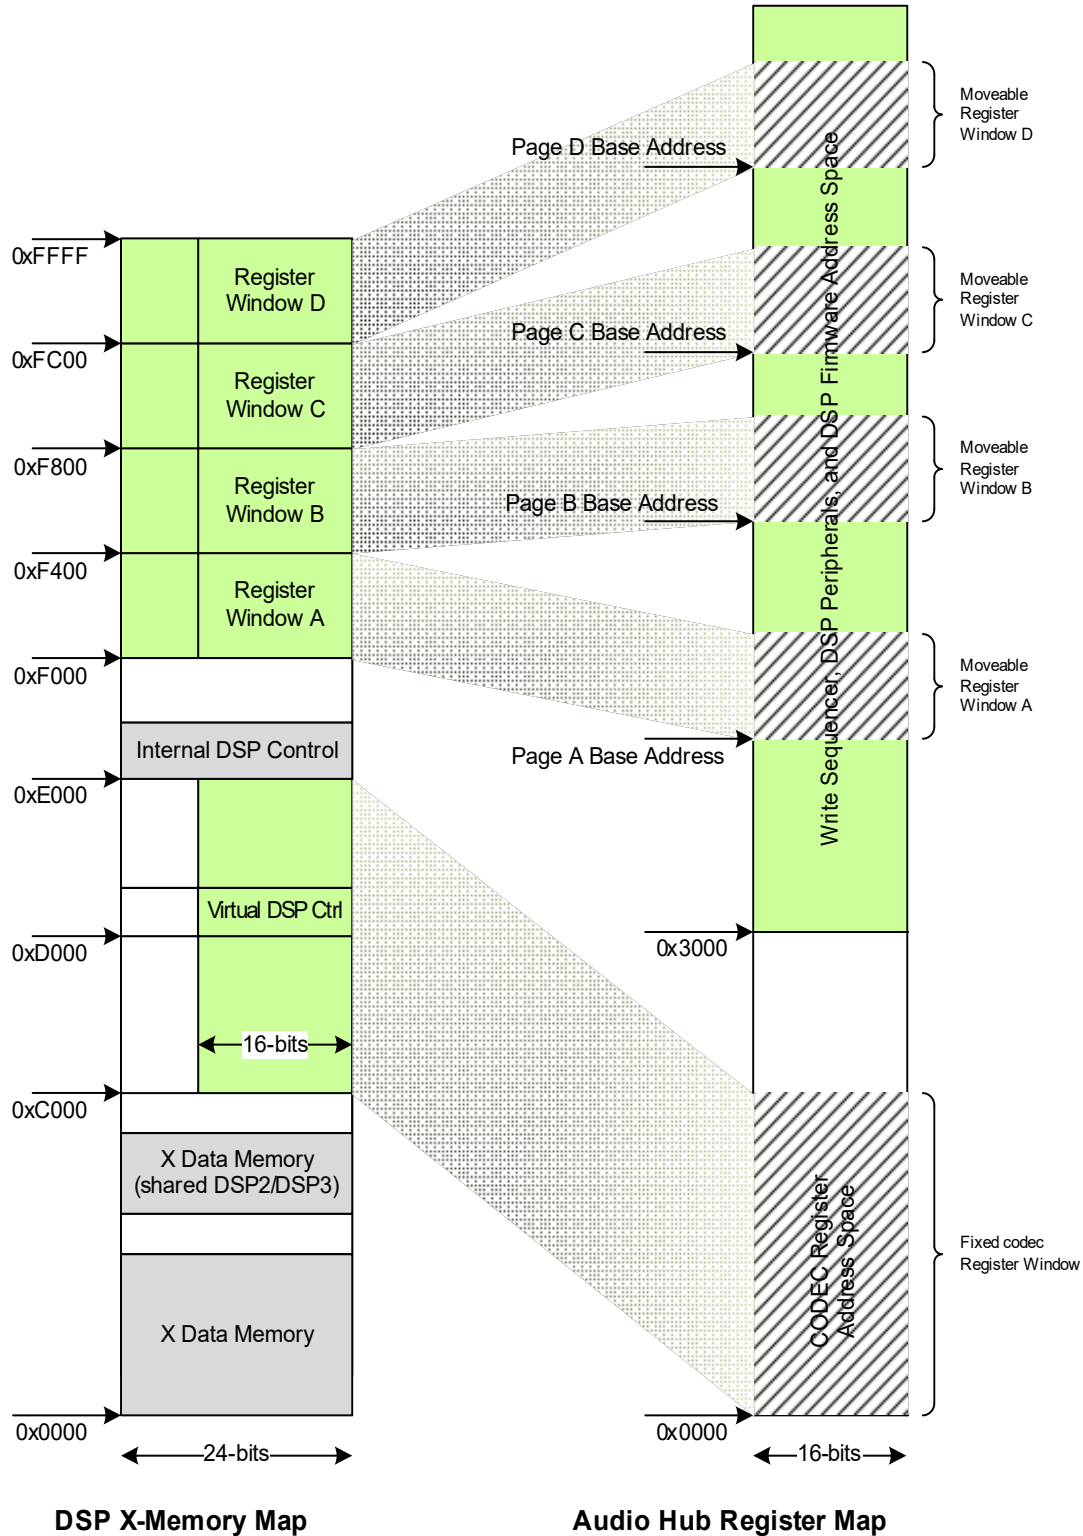 Moveable
Register
Window D
Page D Base Address
0xFFFF
Register
Window D
Moveable
Register
Window C
Page C Base Address
0xFC00
Register
Window C
Write Sequencer, DSP Peripherals, and DSP Firmware Address Space
Moveable
Register
Window B
0xF800
Register
Window B
Page B Base Address
0xF400
Register
Window A
Moveable
Register
Window A
0xF000
Internal DSP Control
Page A Base Address
0xE000
Virtual DSP Ctrl
0xD000
0x3000
16-bits
0xC000
X Data Memory
(shared DSP2/DSP3)
CODEC Register
Address Space
Fixed codec
Register Window
X Data Memory
0x0000
0x0000
24-bits
16-bits
DSP X-Memory Map
Audio Hub Register Map